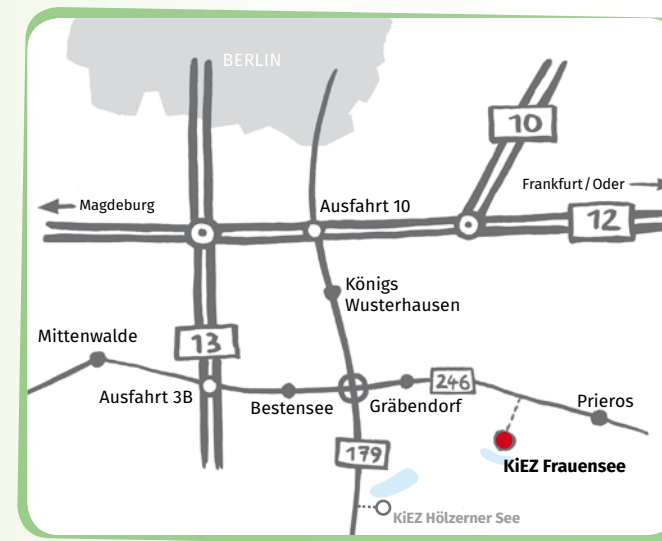 BERLIN
10
Frankfurt / Oder
Magdeburg
Ausfahrt 10
12
Königs
Wusterhausen
Mittenwalde
13
246
Ausfahrt 3B
Bestensee
Gräbendorf
Prieros
179
KiEZ Frauensee
KiEZ Hölzerner See